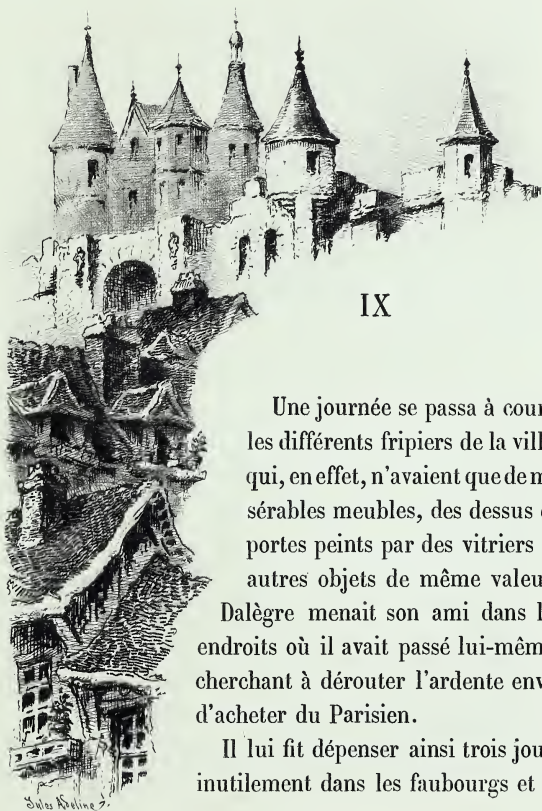 IX
Une journée se passa à cour
les différents fripiers de la vill
qui, en effet, n'avaient que de m
sérables meubles, des dessus
portes peints par des vitriers
autres objets de même valeu
Dalègre menait son ami dans l
endroits où il avait passé lui-mêm
cherchant à dérouter l'ardente env
d'acheter du Parisien.
Il lui fit dépenser ainsi trois jou
inutilement dans les faubourgs et
Jules Adeline